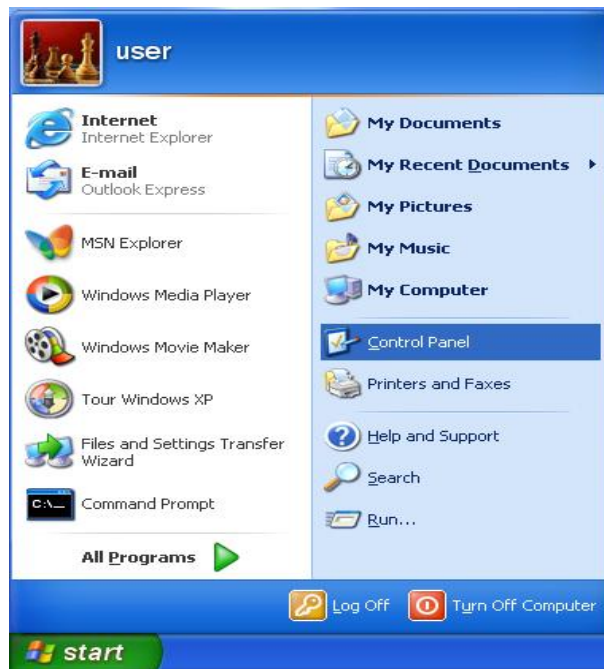 user
Internet
Internet Explorer
E-mail
Outlook Express
MSN Explorer
Windows Media Player
Windows Movie Maker
Tour Windows XP
Files and Settings Transfer
Wizard
C:\_
Command Prompt
All Programs
My Documents
My Recent Documents
My Pictures
My Music
My Computer
Control Panel
Printers and Faxes
Help and Support
Search
Run...
Log Off
Turn Off Computer
start